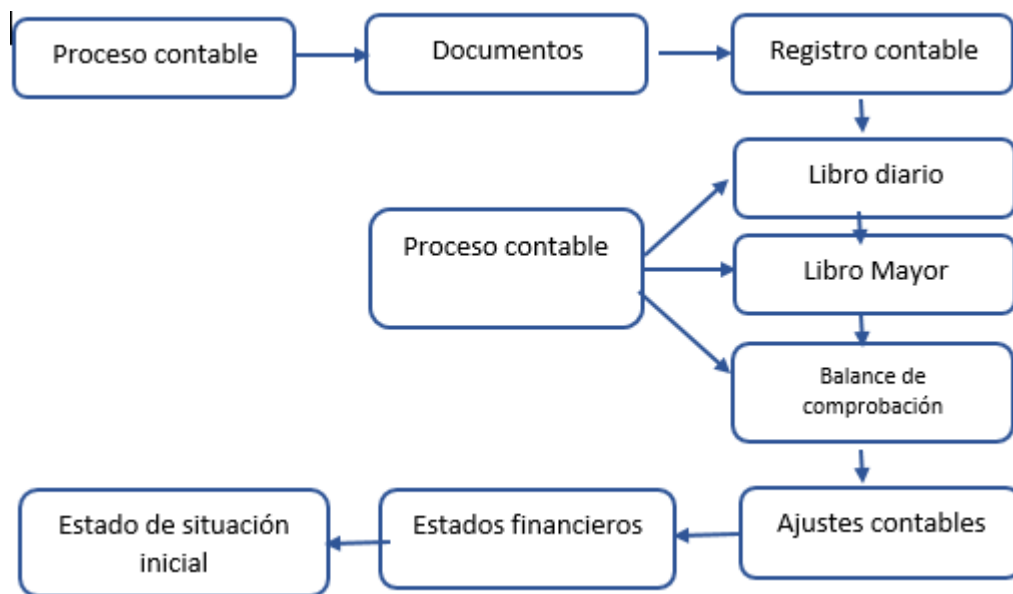 Proceso contable
Documentos
Registro contable
Libro diario
Proceso contable
Libro Mayor
Balance de
comprobación
Estado de situación
inicial
Estados financieros
Ajustes contables